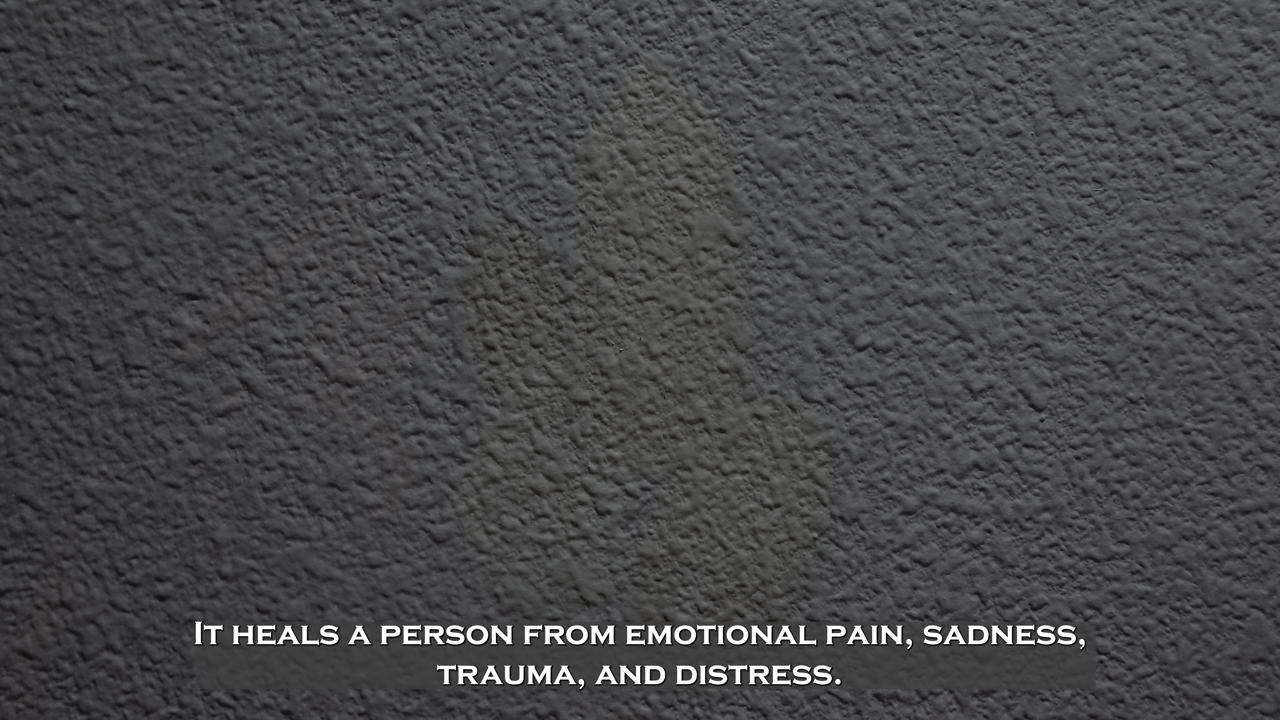 It heals a person from emotional pain, sadness,
trauma, and distress.